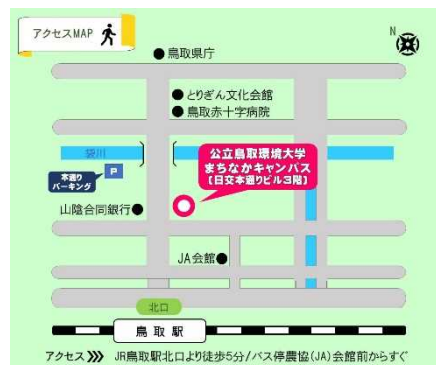 アクセスMAP
N
鳥取県庁
とりぎん文化会館
鳥取赤十字病院
袋川
P
本通り
パーキング
公立鳥取環境大学
まちなかキャンパス
(日交本通りビル3階)
山陰合同銀行
JA会館
北口
鳥取駅
アクセス JR鳥取駅北口より徒歩5分/バス停農協(JA)会館前からすぐ